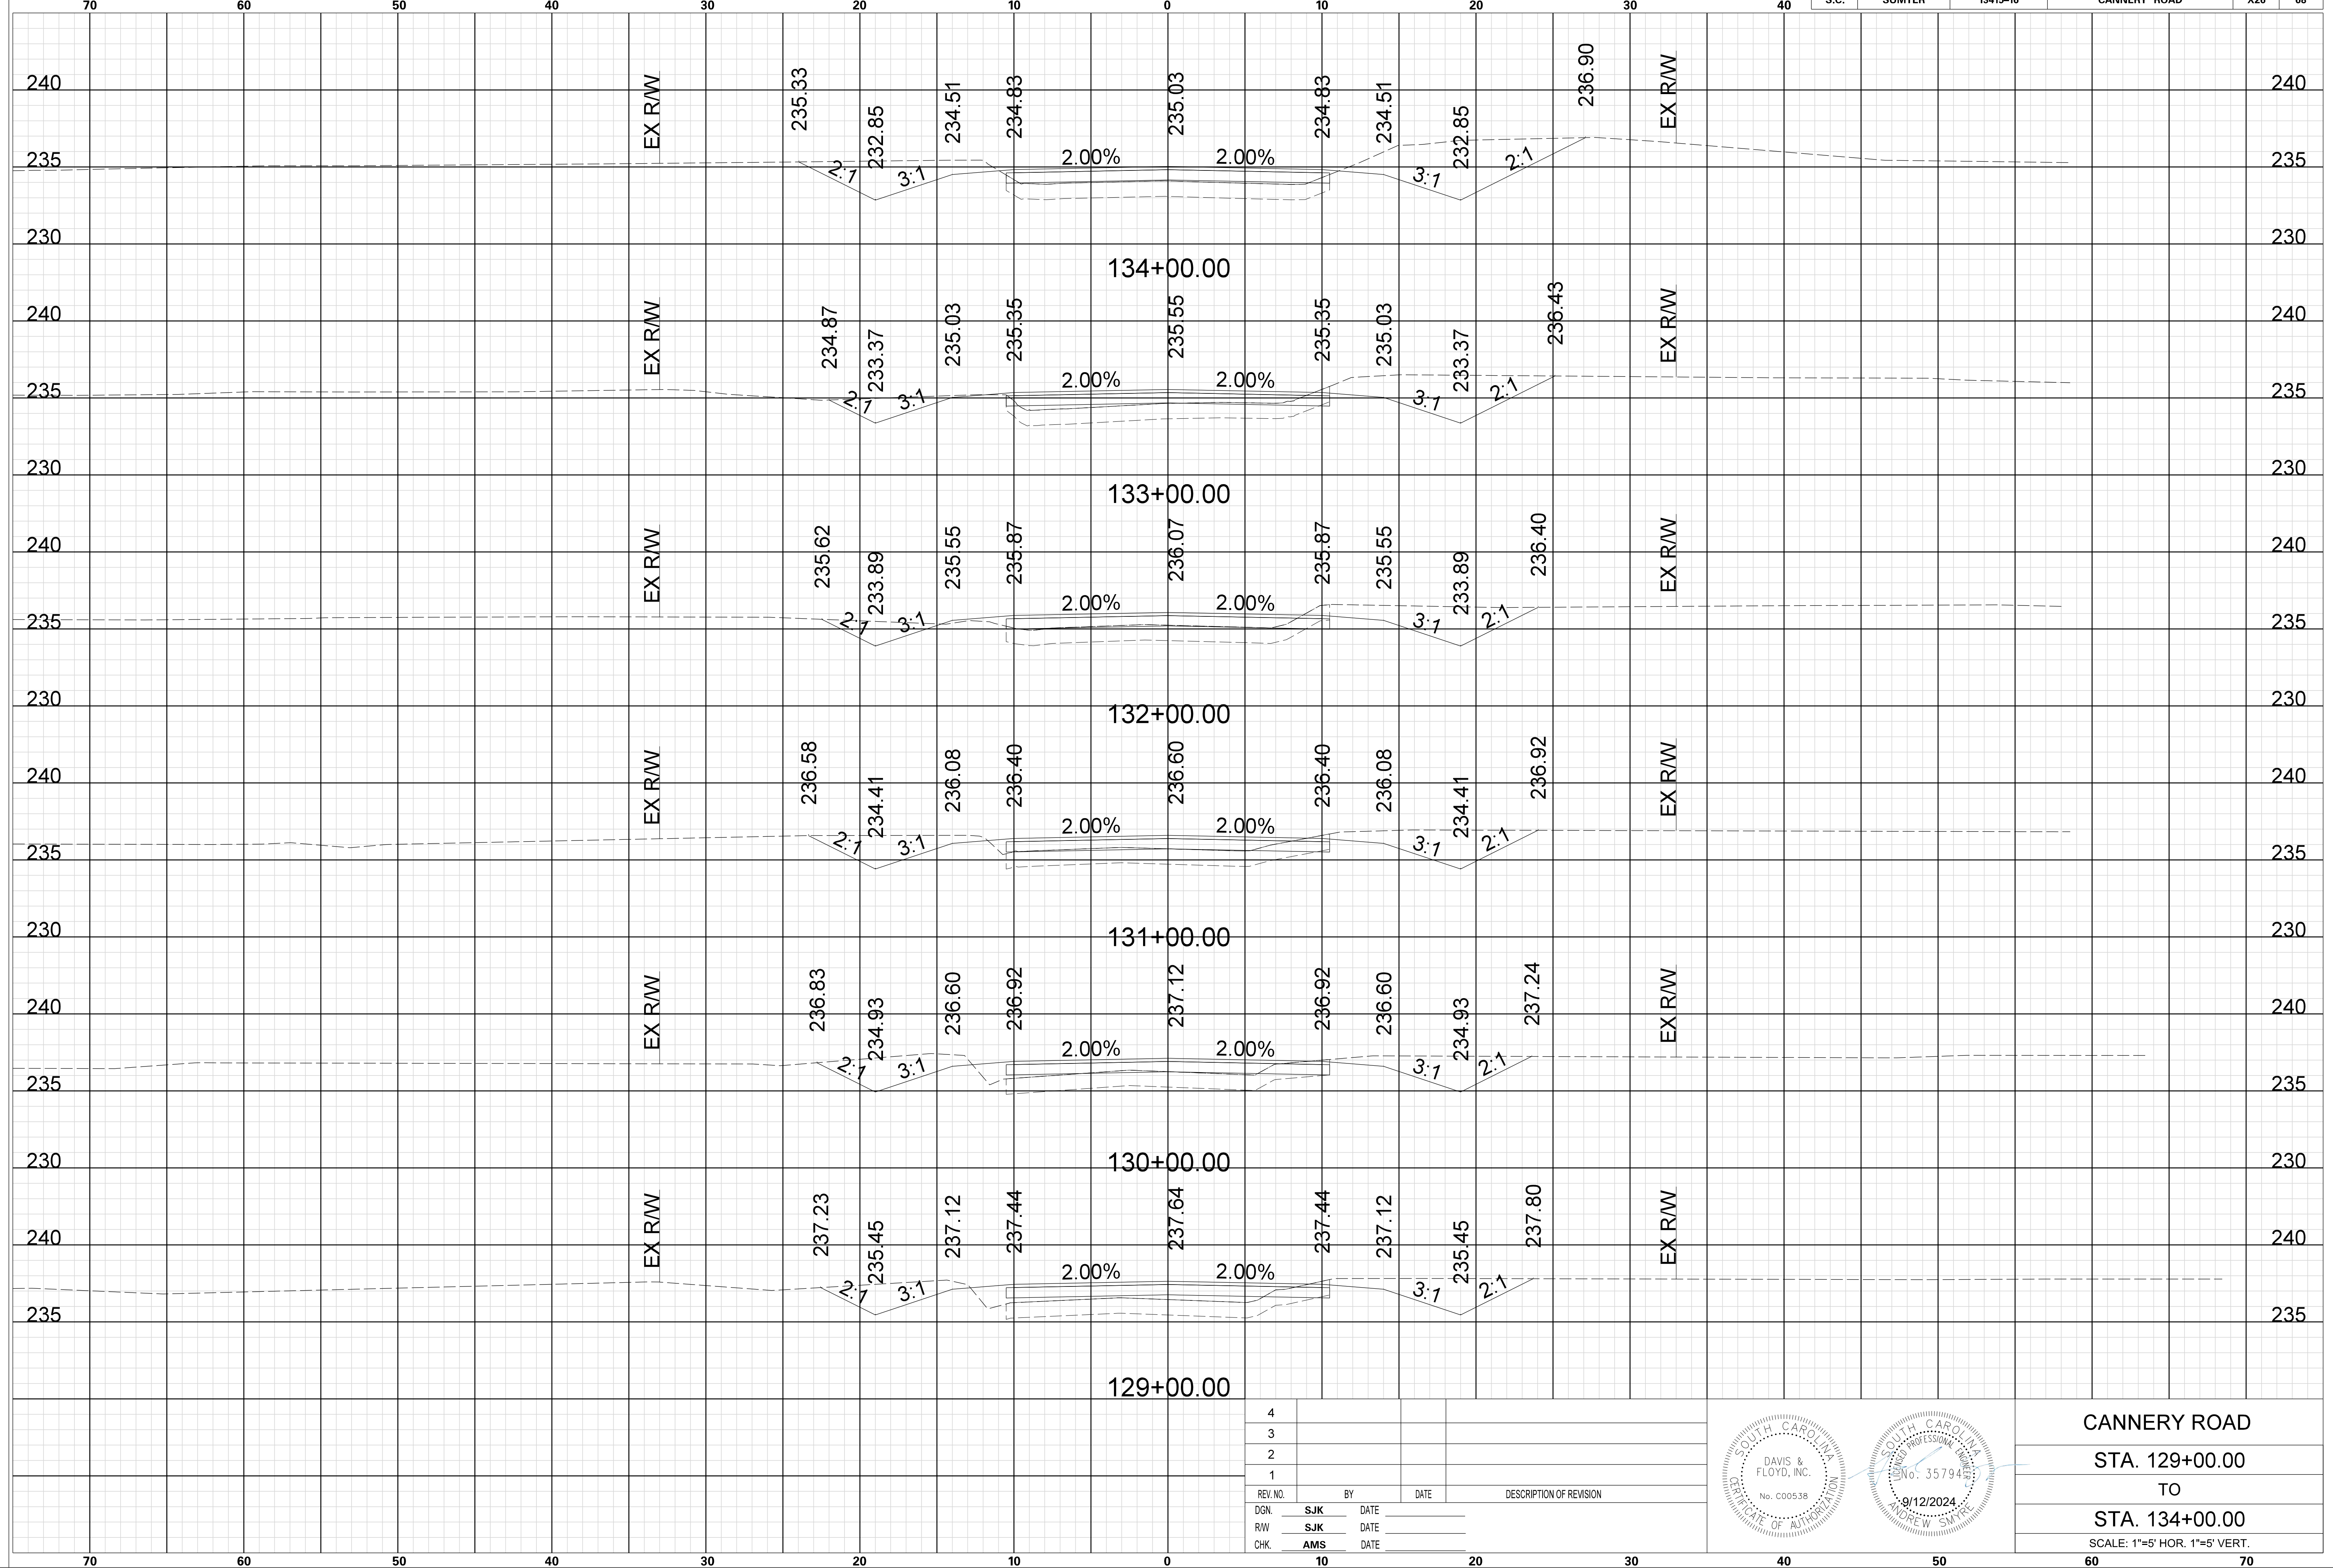 70 60 50 40 30 20 10 0 10 20 30 40
S.C. SUMTER CANNERY ROAD X26
240 EX R/W 235.33 232.85 234.51 234.83 235.03 234.83 234.51 232.85 236.90 EX R/W 240
235 2:1 3:1 2.00% 2.00% 3:1 2:1 235
230 230
134+00.00
240 EX R/W 234.87 233.37 235.03 235.35 235.55 235.35 235.03 233.37 236.43 EX R/W 240
235 2:1 3:1 2.00% 2.00% 3:1 2:1 235
230 230
133+00.00
240 EX R/W 235.62 233.89 235.55 235.87 236.07 235.87 235.55 233.89 236.40 EX R/W 240
235 2:1 3:1 2.00% 2.00% 3:1 2:1 235
230 230
132+00.00
240 EX R/W 236.58 234.41 236.08 236.40 236.60 236.40 236.08 234.41 236.92 EX R/W 240
235 2:1 3:1 2.00% 2.00% 3:1 2:1 235
230 230
131+00.00
240 EX R/W 236.83 234.93 236.60 236.92 237.12 236.92 236.60 234.93 237.24 EX R/W 240
235 2:1 3:1 2.00% 2.00% 3:1 2:1 235
230 230
130+00.00
240 EX R/W 237.23 235.45 237.12 237.44 237.64 237.44 237.12 235.45 237.80 EX R/W 240
235 2:1 3:1 2.00% 2.00% 3:1 2:1 235
129+00.00
4
3
2
1
REV. NO. BY DATE DESCRIPTION OF REVISION
DGN. SJK DATE
R/W SJK DATE
CHK. AMS DATE
SOUTH CAROLINA
DAVIS &
FLOYD, INC.
No. C00538
CERTIFICATE OF AUTHORIZATION
SOUTH CAROLINA
LICENSED PROFESSIONAL ENGINEER
No. 35794
9/12/2024
ANDREW SMYRE
CANNERY ROAD
STA. 129+00.00
TO
STA. 134+00.00
SCALE: 1"=5' HOR. 1"=5' VERT.
70 60 50 40 30 20 10 0 10 20 30 40 50 60 70